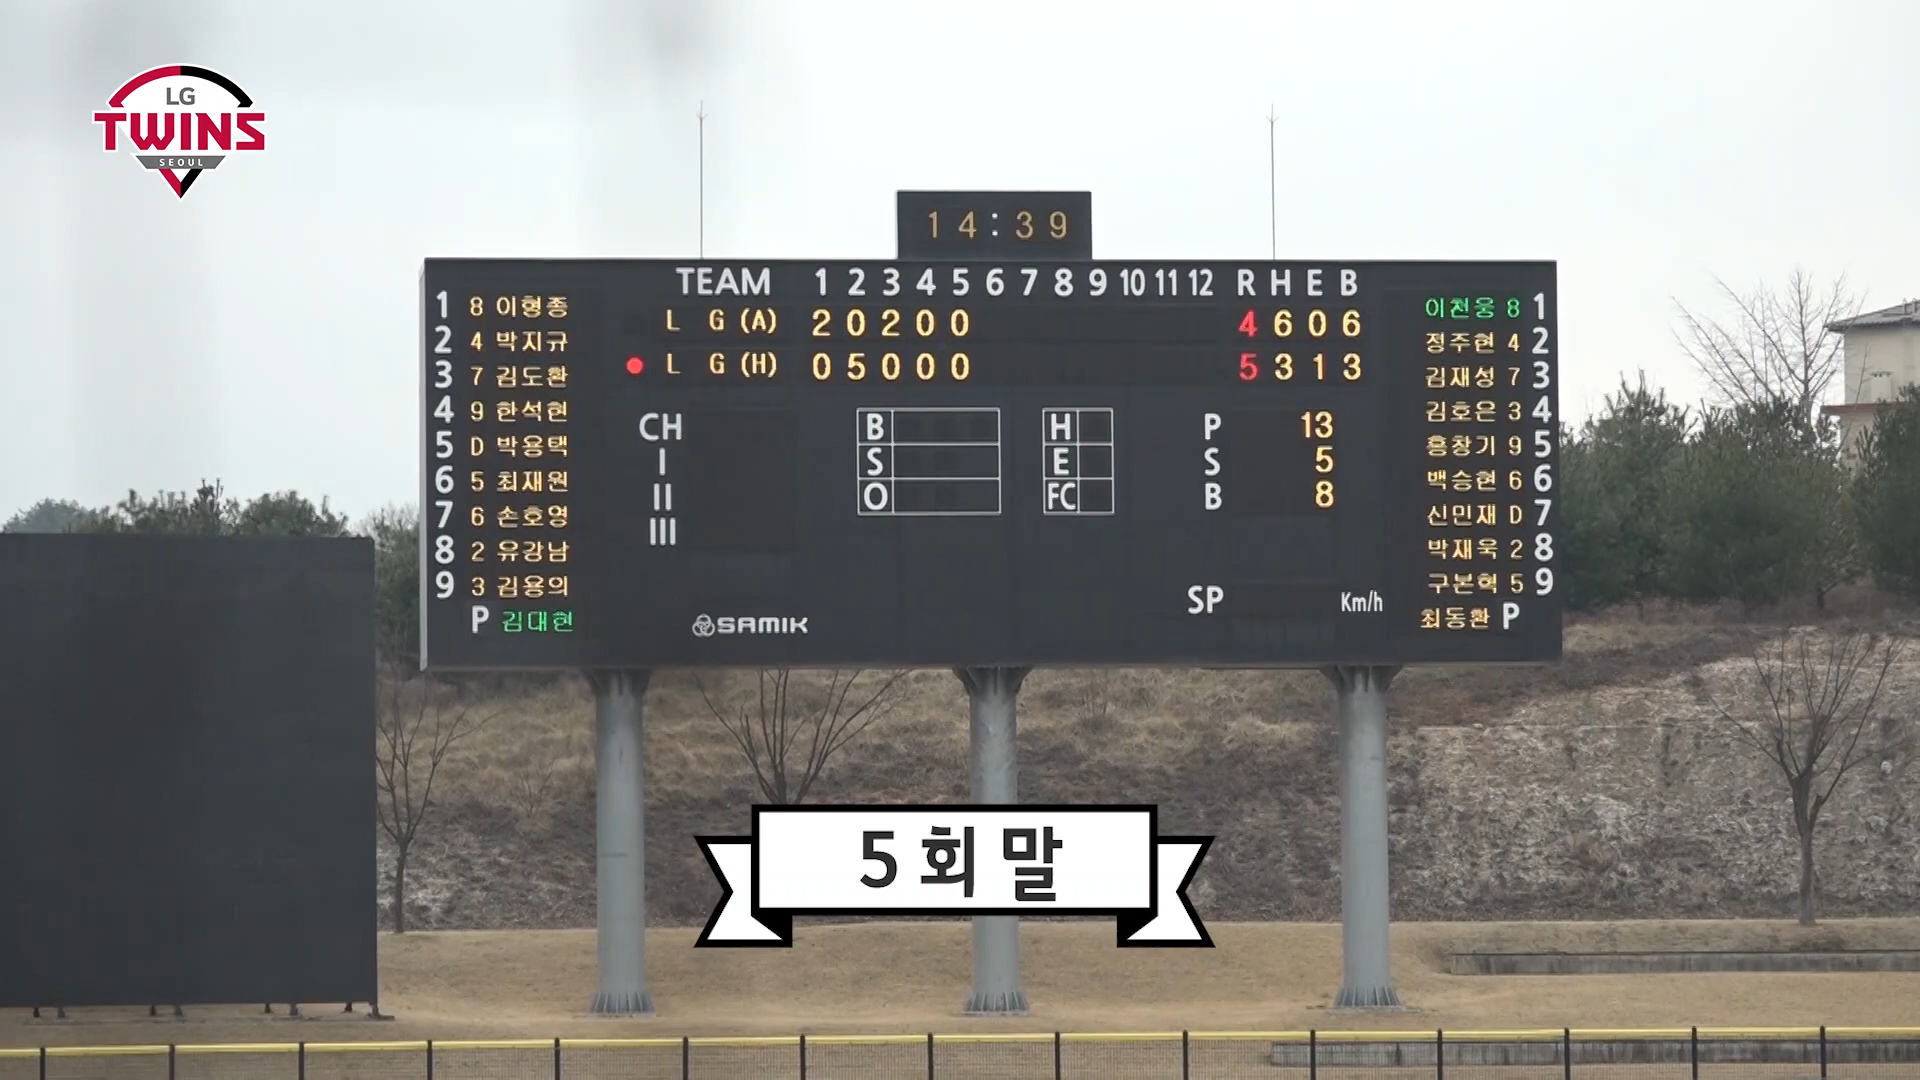 LG
TWINS
SEOUL
14:39
TEAM 1 2 3 4 5 6 7 8 9 10 11 12 R H E B
L G (A) 2 0 2 0 0 4 6 0 6
L G (H) 0 5 0 0 0 5 3 1 3
1 8 이형종
2 4 박지규
3 7 김도환
4 9 한석현
5 D 박용택
6 5 최재원
7 6 손호영
8 2 유강남
9 3 김용의
P 김대현
CH
I
II
III
B
S
O
H
E
FC
P 13
S 5
B 8
SP Km/h
SAMIK
이천웅 8 1
정주현 4 2
김재성 7 3
김호은 3 4
홍창기 9 5
백승현 6 6
신민재 D 7
박재욱 2 8
구본혁 5 9
최동환 P
5회말